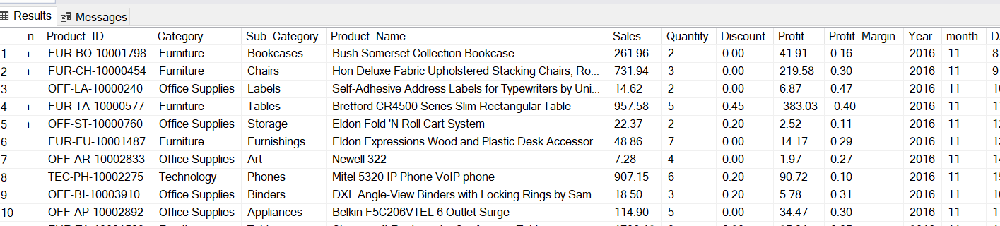 Results Messages
n Product_ID Category Sub_Category Product_Name Sales Quantity Discount Profit Profit_Margin Year month
1 FUR-BO-10001798 Furniture Bookcases Bush Somerset Collection Bookcase 261.96 2 0.00 41.91 0.16 2016 11 8
2 FUR-CH-10000454 Furniture Chairs Hon Deluxe Fabric Upholstered Stacking Chairs, Ro... 731.94 3 0.00 219.58 0.30 2016 11 9
3 OFF-LA-10000240 Office Supplies Labels Self-Adhesive Address Labels for Typewriters by Uni... 14.62 2 0.00 6.87 0.47 2016 11
4 FUR-TA-10000577 Furniture Tables Bretford CR4500 Series Slim Rectangular Table 957.58 5 0.45 -383.03 -0.40 2016 11
5 OFF-ST-10000760 Office Supplies Storage Eldon Fold 'N Roll Cart System 22.37 2 0.20 2.52 0.11 2016 11
6 FUR-FU-10001487 Furniture Furnishings Eldon Expressions Wood and Plastic Desk Accessor... 48.86 7 0.00 14.17 0.29 2016 11
7 OFF-AR-10002833 Office Supplies Art Newell 322 7.28 4 0.00 1.97 0.27 2016 11
8 TEC-PH-10002275 Technology Phones Mitel 5320 IP Phone VoIP phone 907.15 6 0.20 90.72 0.10 2016 11
9 OFF-BI-10003910 Office Supplies Binders DXL Angle-View Binders with Locking Rings by Sam... 18.50 3 0.20 5.78 0.31 2016 11
10 OFF-AP-10002892 Office Supplies Appliances Belkin F5C206VTEL 6 Outlet Surge 114.90 5 0.00 34.47 0.30 2016 11